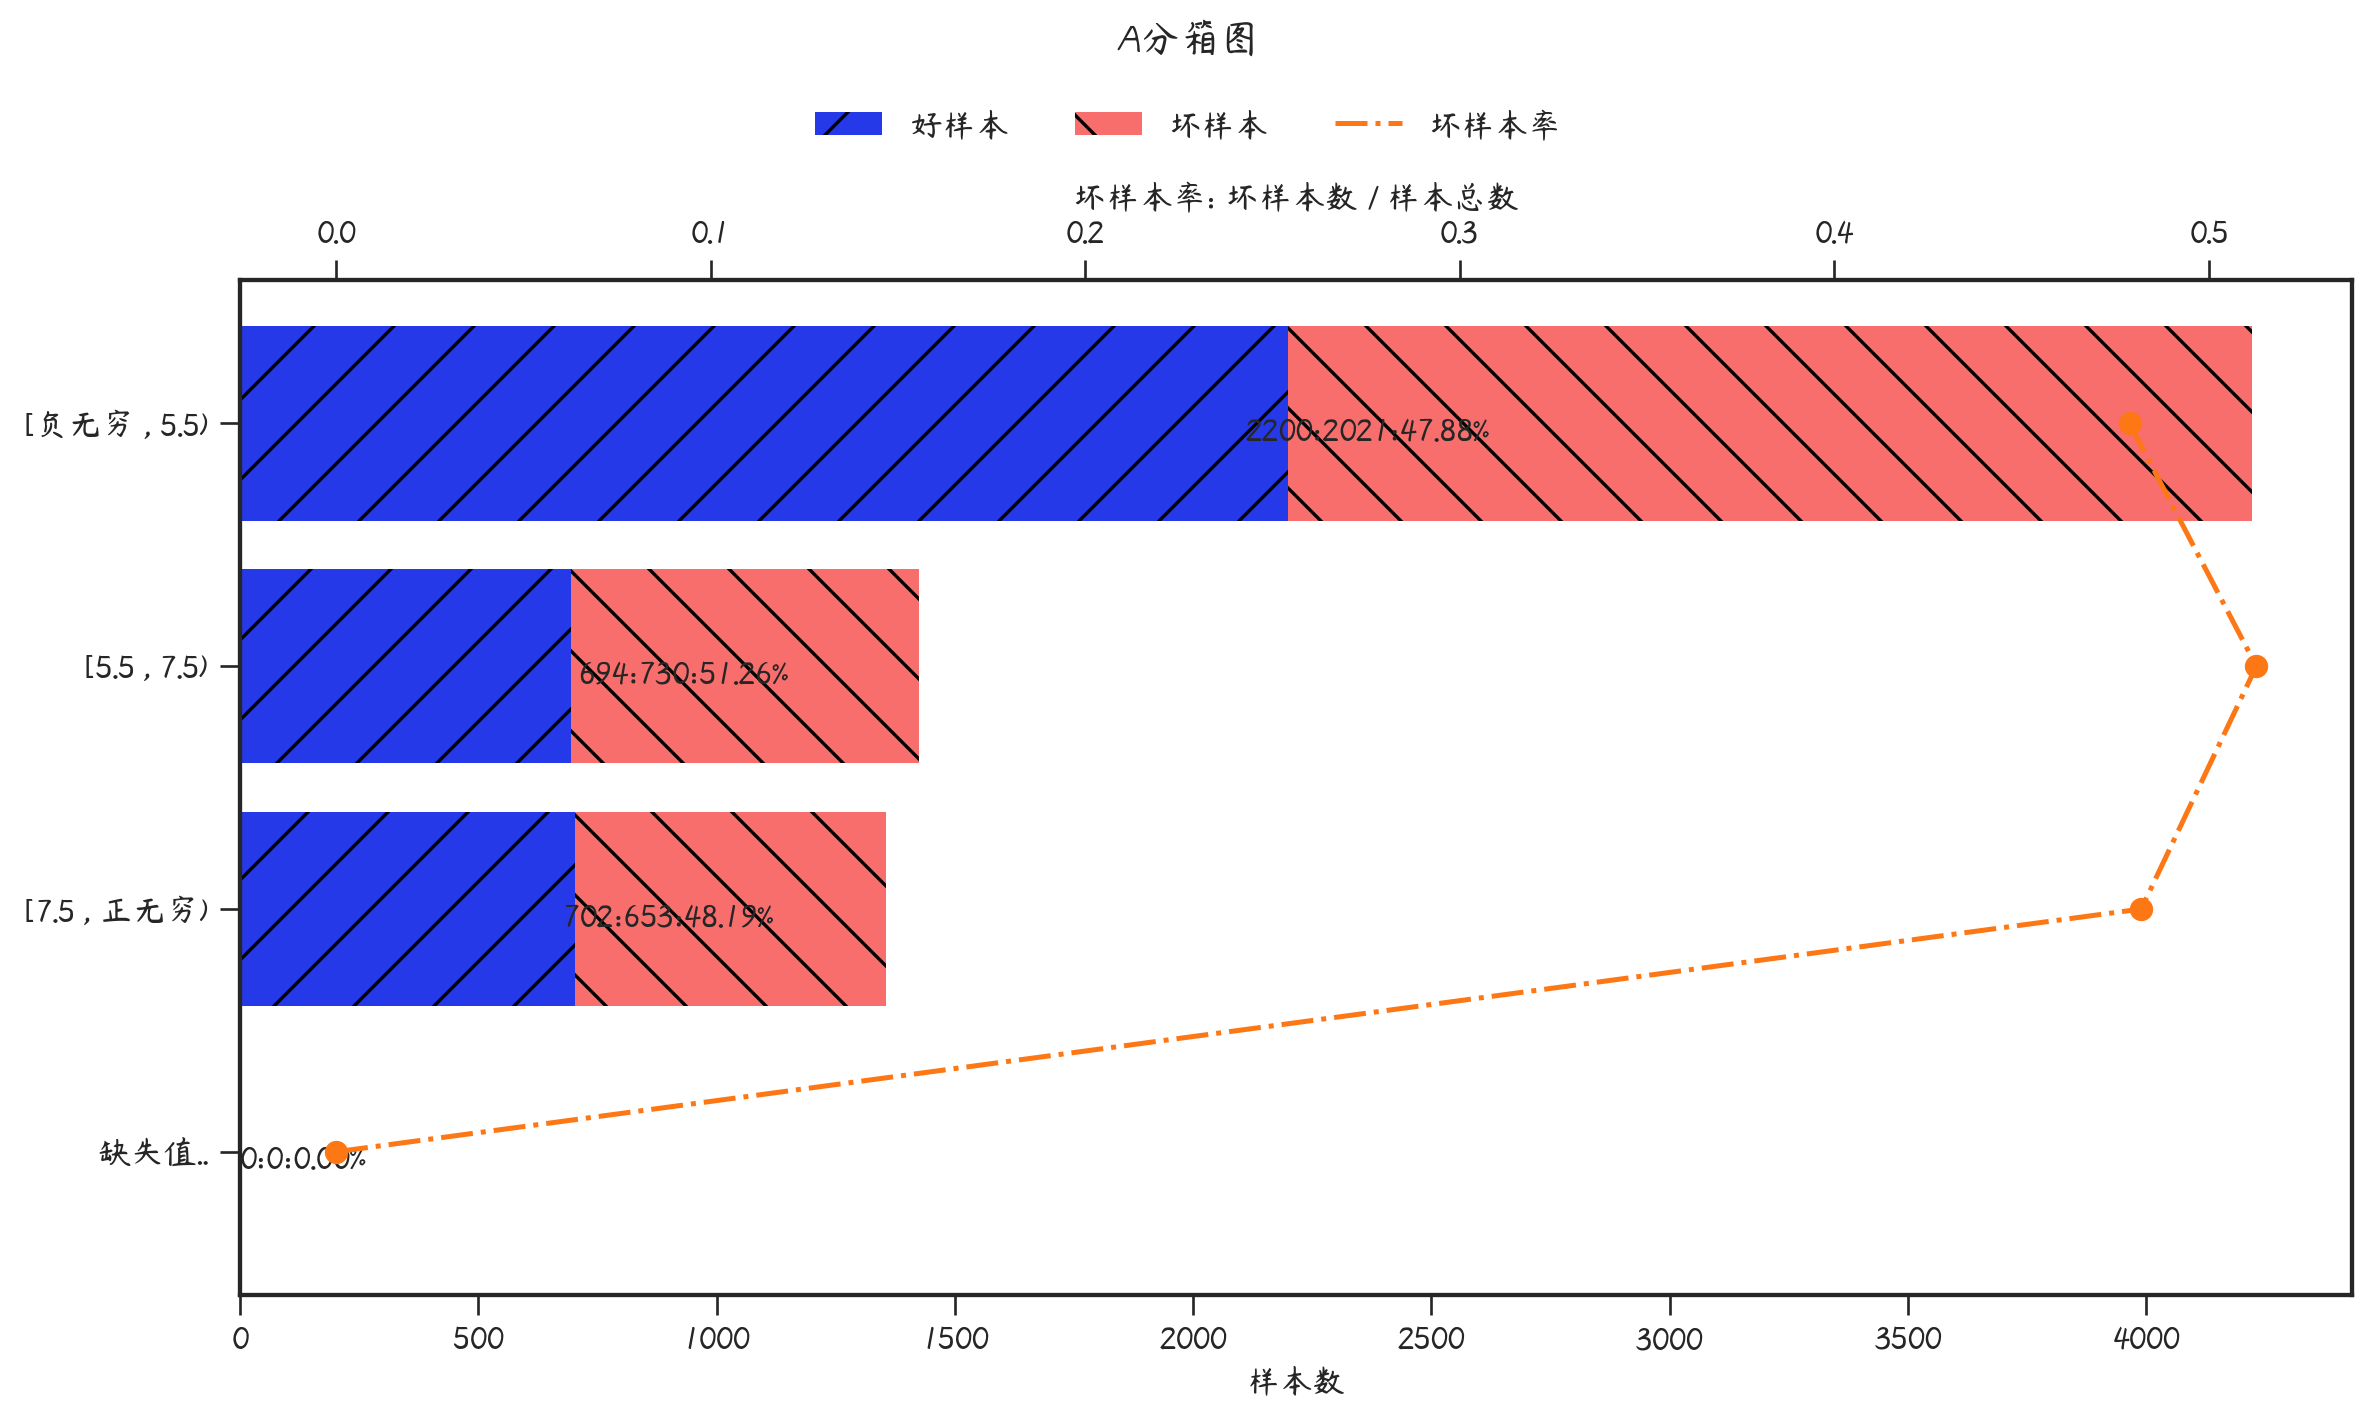 A分箱图
好样本 坏样本 坏样本率
坏样本率: 坏样本数 / 样本总数
0.0 0.1 0.2 0.3 0.4 0.5
[负无穷 , 5.5) 2200:2021:47.88%
[5.5 , 7.5) 694:730:51.26%
[7.5 , 正无穷) 702:653:48.19%
缺失值.. 0:0:0.00%
0 500 1000 1500 2000 2500 3000 3500 4000
样本数